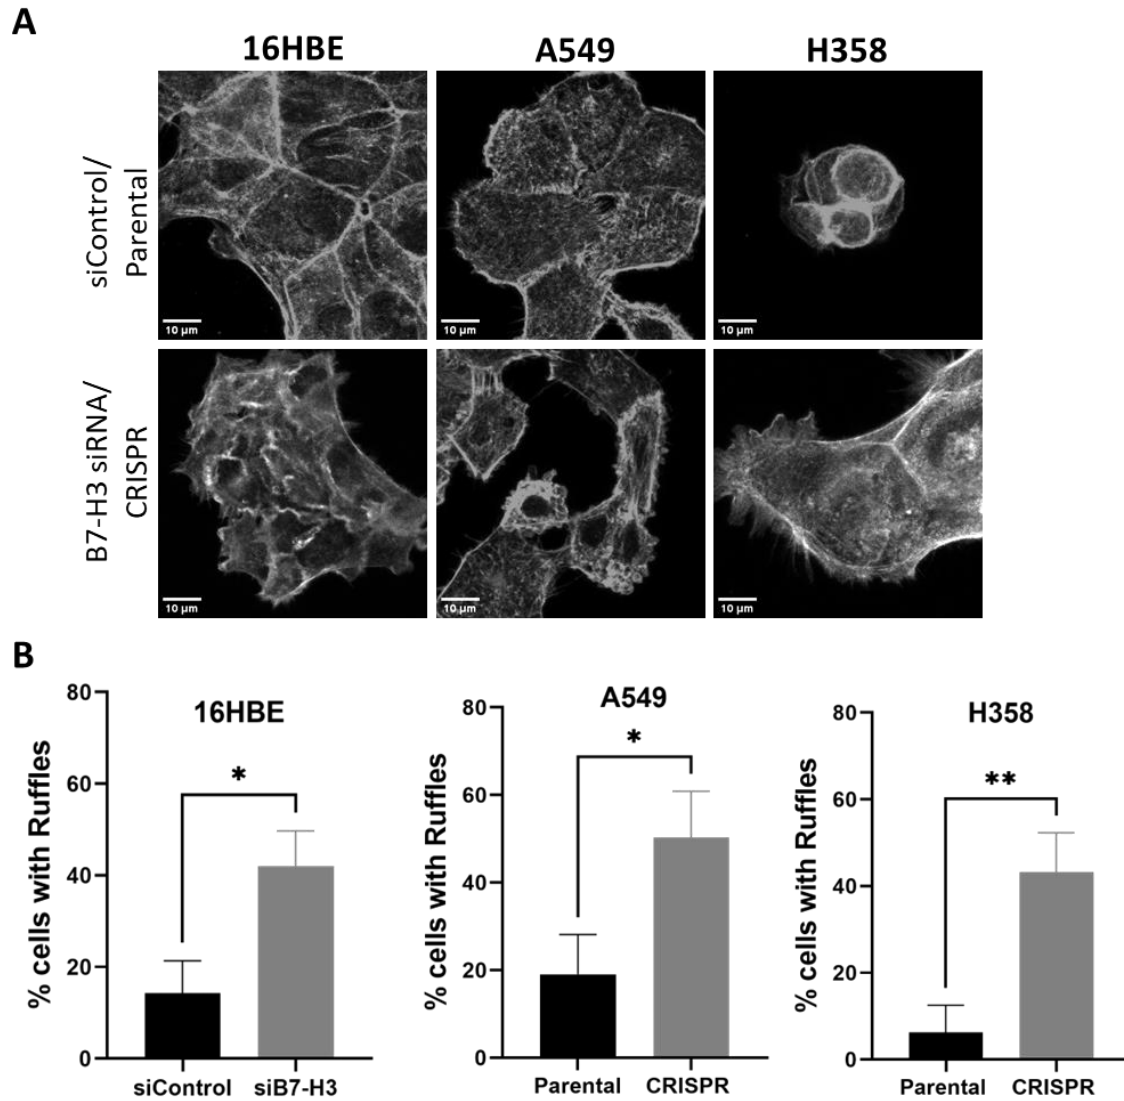 A
16HBE
A549
H358
siControl/
Parental
10 µm
10 µm
10 µm
B7-H3 siRNA/
CRISPR
10 µm
10 µm
10 µm
B
16HBE
% cells with Ruffles
80
60
40
20
0
*
siControl
siB7-H3
A549
% cells with Ruffles
80
60
40
20
0
*
Parental
CRISPR
H358
% cells with Ruffles
80
60
40
20
0
**
Parental
CRISPR